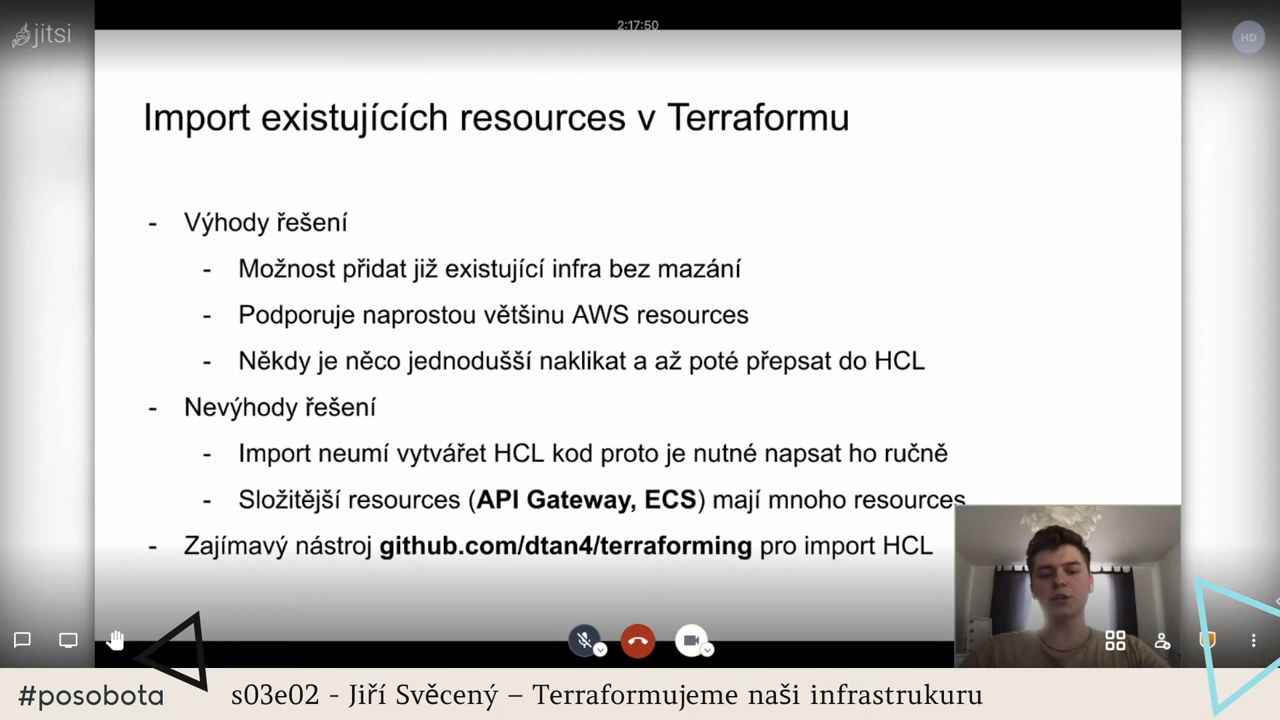 jitsi
2:17:50
HD
Import existujících resources v Terraformu
- Výhody řešení
- Možnost přidat již existující infra bez mazání
- Podporuje naprostou většinu AWS resources
- Někdy je něco jednodušší naklikat a až poté přepsat do HCL
- Nevýhody řešení
- Import neumí vytvářet HCL kod proto je nutné napsat ho ručně
- Složitější resources (API Gateway, ECS) mají mnoho resources
- Zajímavý nástroj github.com/dtan4/terraforming pro import HCL
#posobota
s03e02 - Jiří Svěcený – Terraformujeme naši infrastrukuru